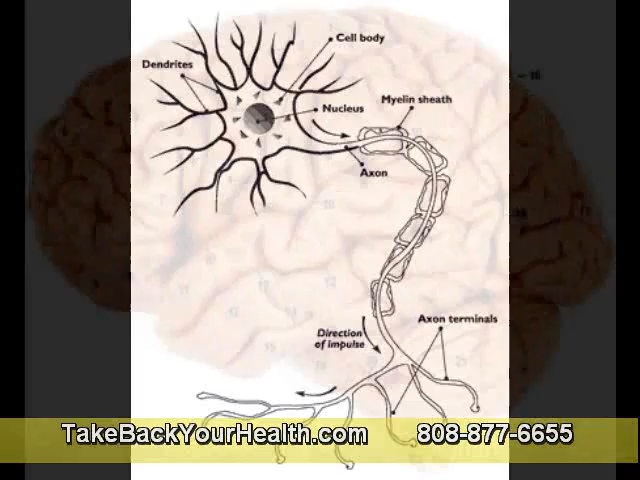 Cell body
Dendrites
Nucleus
Myelin sheath
Axon
Direction
of impulse
Axon terminals
TakeBackYourHealth.com 808-877-6655